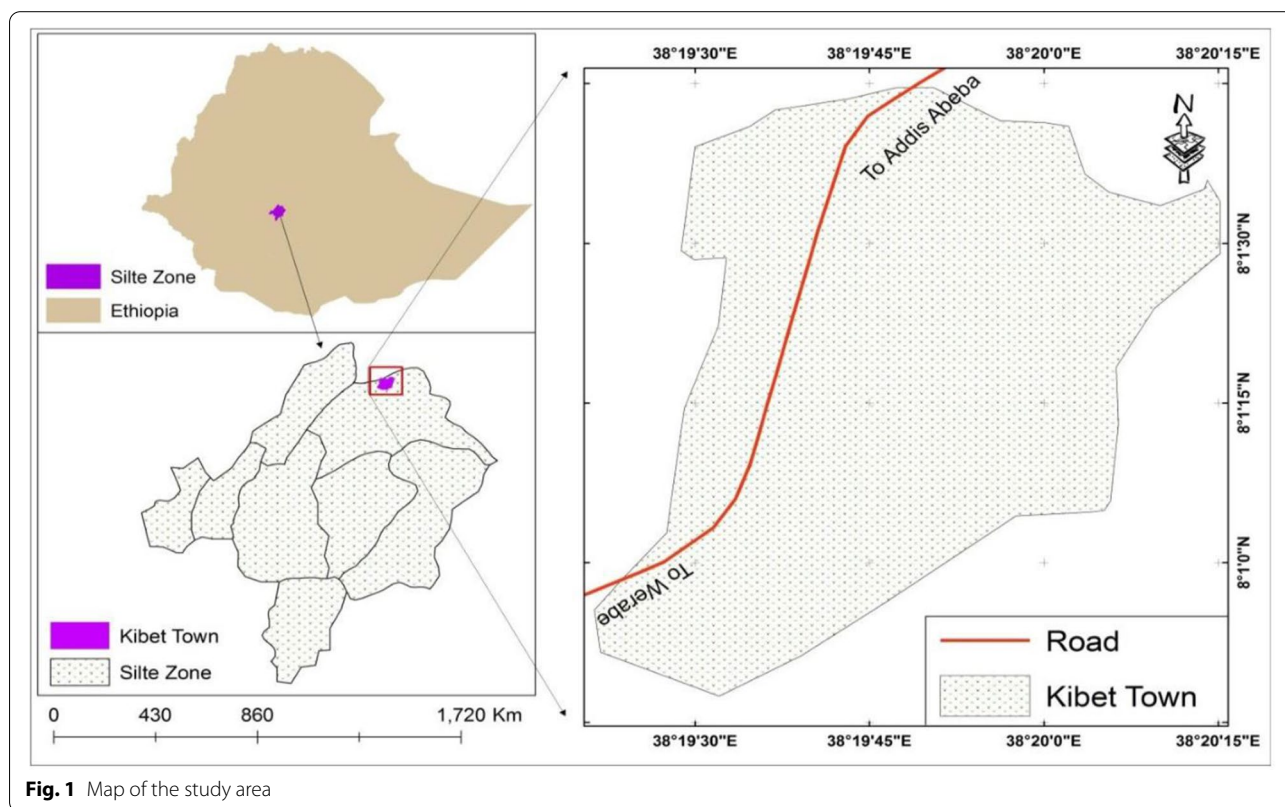 Silte Zone
Ethiopia
Kibet Town
Silte Zone
0 430 860 1,720 Km
38°19'30"E 38°19'45"E 38°20'0"E 38°20'15"E
N
To Addis Abeba
To Werabe
8°1'30"N
8°1'15"N
8°1'0"N
Road
Kibet Town
38°19'30"E 38°19'45"E 38°20'0"E 38°20'15"E
Fig. 1 Map of the study area